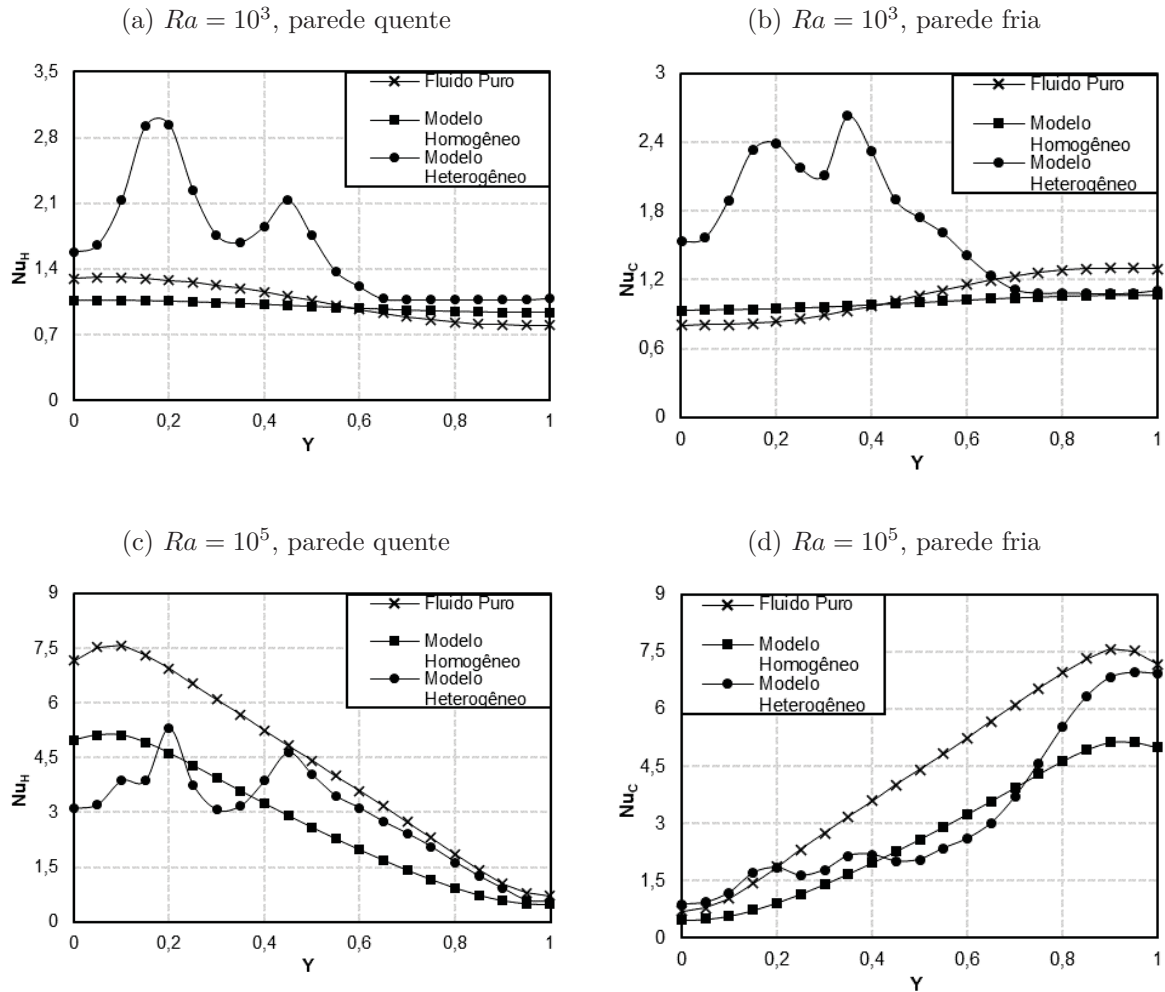 (a) Ra = 10³, parede quente
3,5
2,8
2,1
1,4
0,7
0
Nu_H
0
0,2
0,4
0,6
0,8
1
Y
Fluido Puro
Modelo
Homogêneo
Modelo
Heterogêneo
(b) Ra = 10³, parede fria
3
2,4
1,8
1,2
0,6
0
Nu_C
0
0,2
0,4
0,6
0,8
1
Y
Fluido Puro
Modelo
Homogêneo
Modelo
Heterogêneo
(c) Ra = 10⁵, parede quente
9
7,5
6
4,5
3
1,5
0
Nu_H
0
0,2
0,4
0,6
0,8
1
Y
Fluido Puro
Modelo
Homogêneo
Modelo
Heterogêneo
(d) Ra = 10⁵, parede fria
9
7,5
6
4,5
3
1,5
0
Nu_C
0
0,2
0,4
0,6
0,8
1
Y
Fluido Puro
Modelo
Homogêneo
Modelo
Heterogêneo